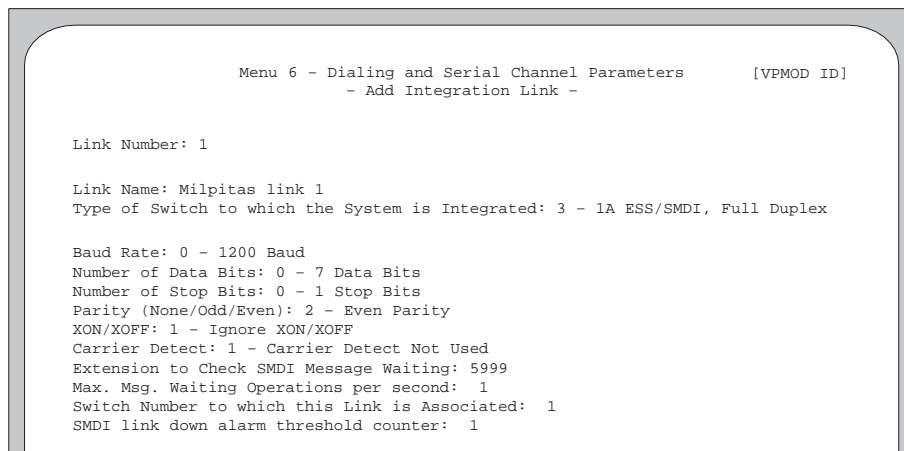 Menu 6 – Dialing and Serial Channel Parameters [VPMOD ID]
– Add Integration Link –
Link Number: 1
Link Name: Milpitas link 1
Type of Switch to which the System is Integrated: 3 – 1A ESS/SMDI, Full Duplex
Baud Rate: 0 – 1200 Baud
Number of Data Bits: 0 – 7 Data Bits
Number of Stop Bits: 0 – 1 Stop Bits
Parity (None/Odd/Even): 2 – Even Parity
XON/XOFF: 1 – Ignore XON/XOFF
Carrier Detect: 1 – Carrier Detect Not Used
Extension to Check SMDI Message Waiting: 5999
Max. Msg. Waiting Operations per second: 1
Switch Number to which this Link is Associated: 1
SMDI link down alarm threshold counter: 1